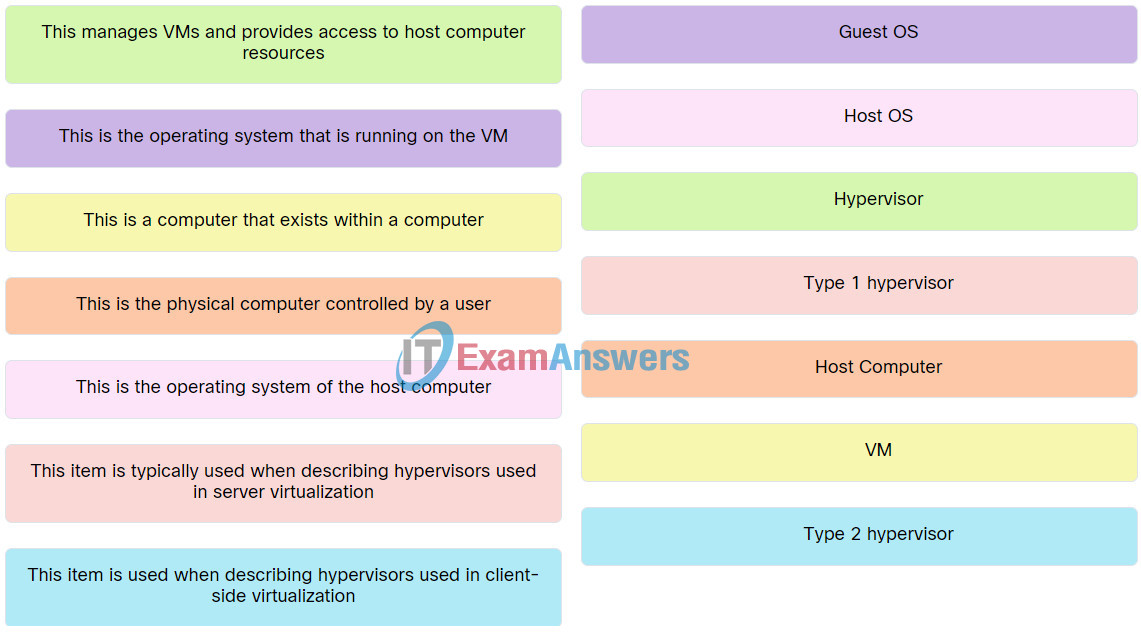 This manages VMs and provides access to host computer
resources
This is the operating system that is running on the VM
This is a computer that exists within a computer
This is the physical computer controlled by a user
This is the operating system of the host computer
This item is typically used when describing hypervisors used
in server virtualization
This item is used when describing hypervisors used in client-
side virtualization
Guest OS
Host OS
Hypervisor
Type 1 hypervisor
Host Computer
VM
Type 2 hypervisor
IT ExamAnswers